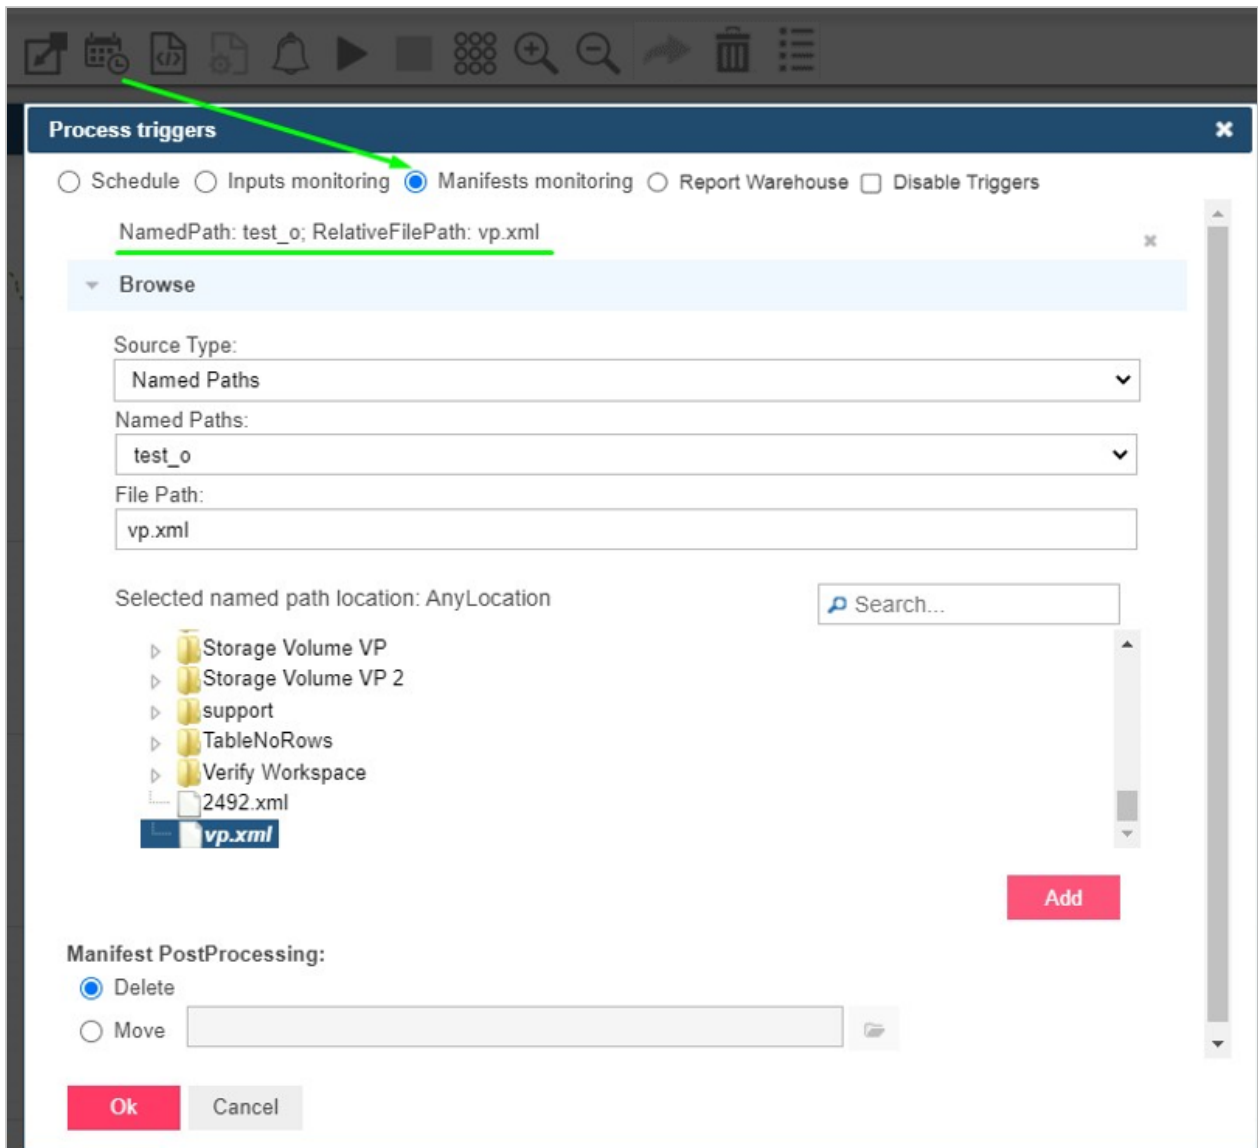 Process triggers
Schedule Inputs monitoring Manifests monitoring Report Warehouse Disable Triggers
NamedPath: test_o; RelativeFilePath: vp.xml
Browse
Source Type:
Named Paths
Named Paths:
test_o
File Path:
vp.xml
Selected named path location: AnyLocation Search...
Storage Volume VP
Storage Volume VP 2
support
TableNoRows
Verify Workspace
2492.xml
vp.xml
Add
Manifest PostProcessing:
Delete
Move
Ok Cancel